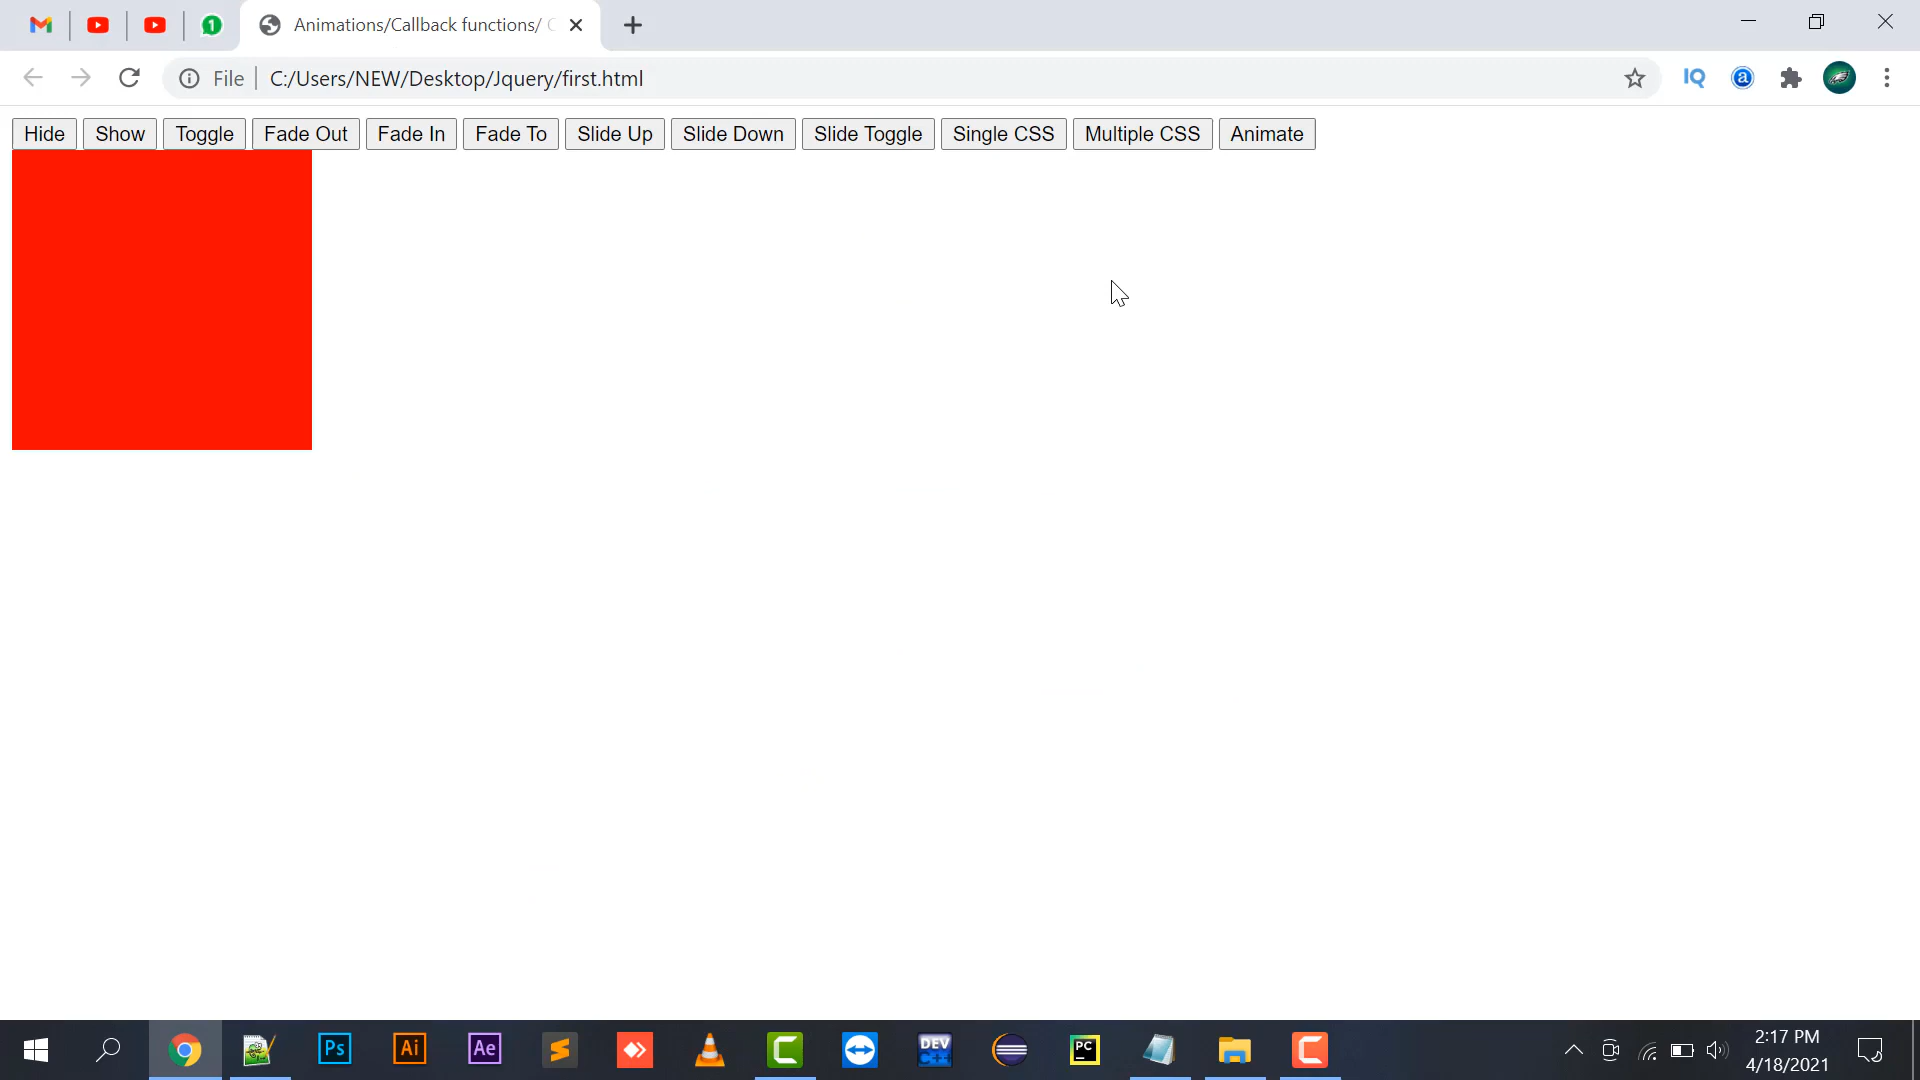 1
Animations/Callback functions/
File
C:/Users/NEW/Desktop/Jquery/first.html
IQ
a
Hide
Show
Toggle
Fade Out
Fade In
Fade To
Slide Up
Slide Down
Slide Toggle
Single CSS
Multiple CSS
Animate
Ps
Ai
Ae
DEV
C++
PC
2:17 PM
4/18/2021